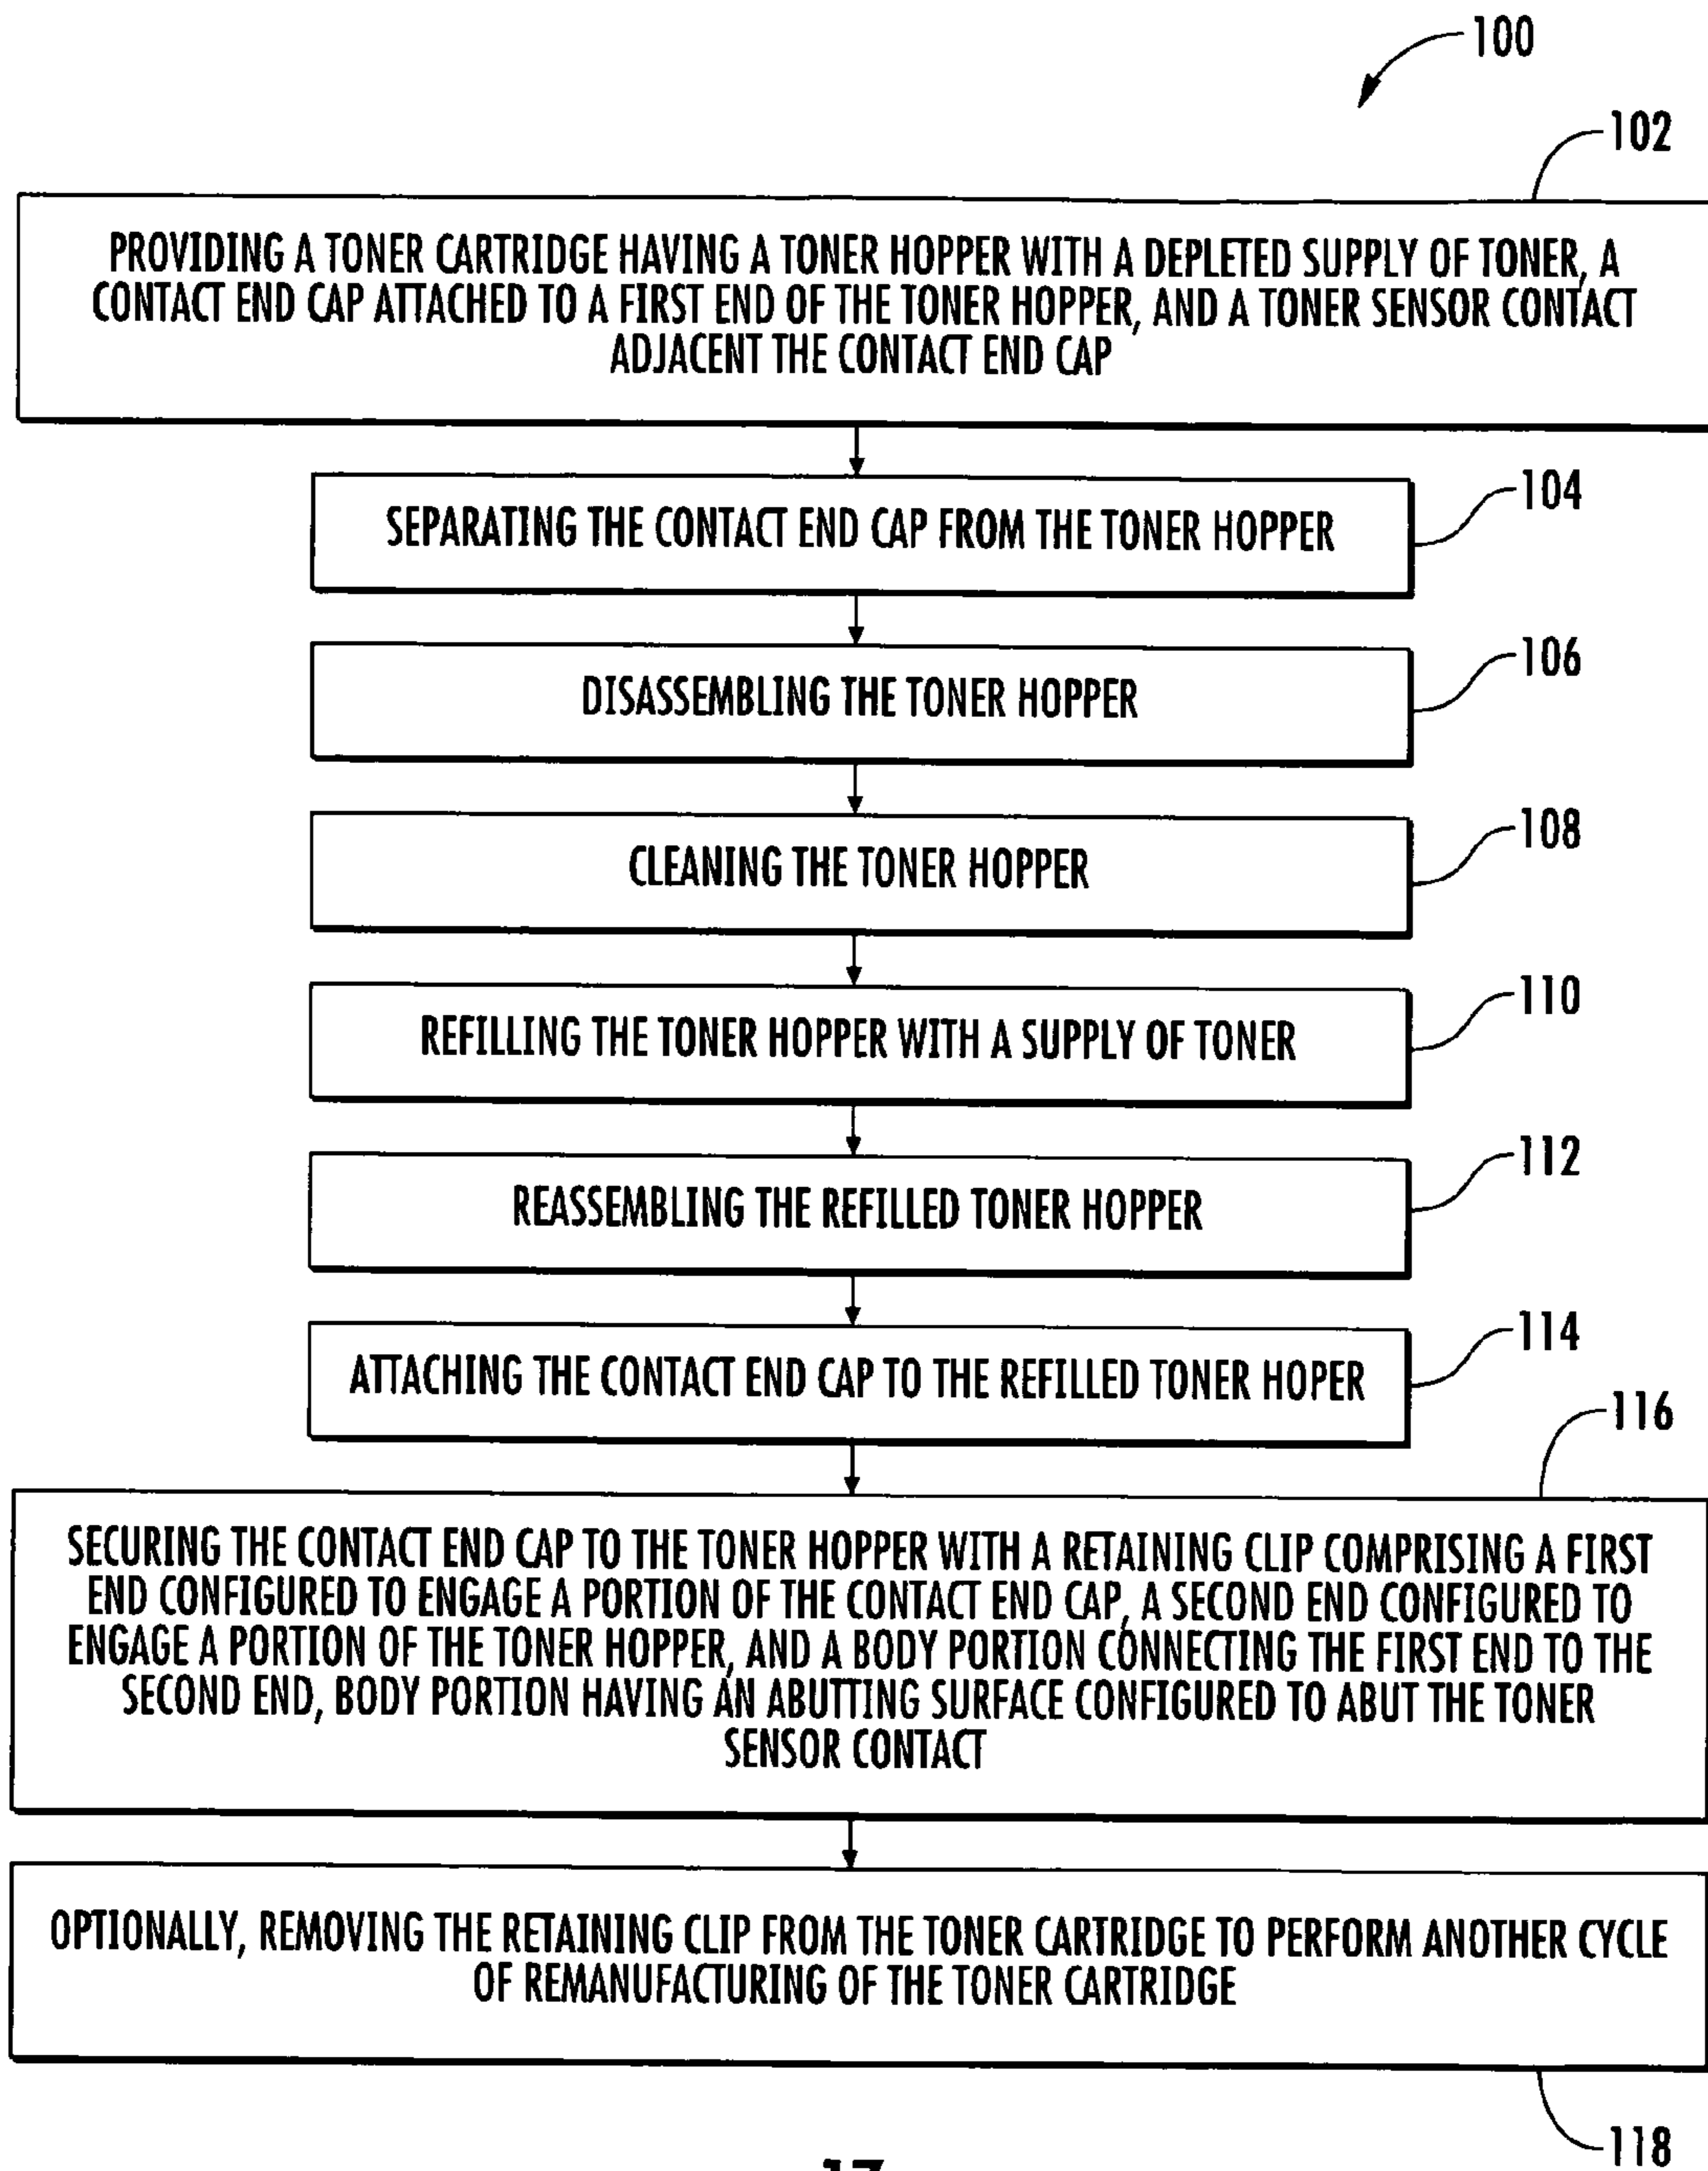 100
102
PROVIDING A TONER CARTRIDGE HAVING A TONER HOPPER WITH A DEPLETED SUPPLY OF TONER, A
CONTACT END CAP ATTACHED TO A FIRST END OF THE TONER HOPPER, AND A TONER SENSOR CONTACT
ADJACENT THE CONTACT END CAP
104
SEPARATING THE CONTACT END CAP FROM THE TONER HOPPER
106
DISASSEMBLING THE TONER HOPPER
108
CLEANING THE TONER HOPPER
110
REFILLING THE TONER HOPPER WITH A SUPPLY OF TONER
112
REASSEMBLING THE REFILLED TONER HOPPER
114
ATTACHING THE CONTACT END CAP TO THE REFILLED TONER HOPER
116
SECURING THE CONTACT END CAP TO THE TONER HOPPER WITH A RETAINING CLIP COMPRISING A FIRST
END CONFIGURED TO ENGAGE A PORTION OF THE CONTACT END CAP, A SECOND END CONFIGURED TO
ENGAGE A PORTION OF THE TONER HOPPER, AND A BODY PORTION CONNECTING THE FIRST END TO THE
SECOND END, BODY PORTION HAVING AN ABUTTING SURFACE CONFIGURED TO ABUT THE TONER
SENSOR CONTACT
OPTIONALLY, REMOVING THE RETAINING CLIP FROM THE TONER CARTRIDGE TO PERFORM ANOTHER CYCLE
OF REMANUFACTURING OF THE TONER CARTRIDGE
118